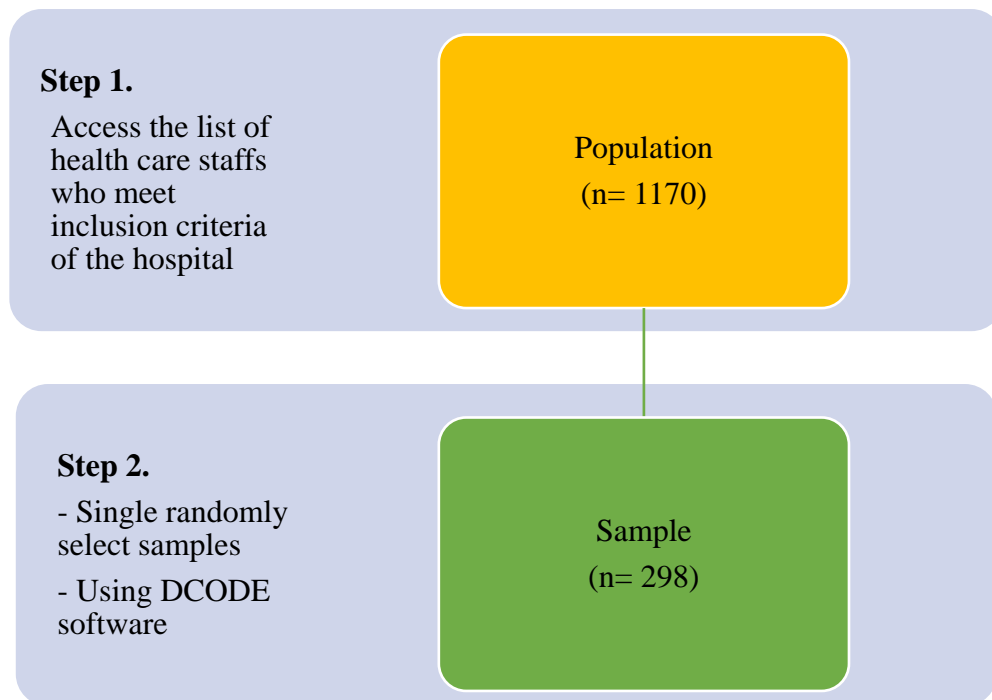 Step 1.
Access the list of
health care staffs
who meet
inclusion criteria
of the hospital
Population
(n= 1170)
Step 2.
- Single randomly
select samples
- Using DCODE
software
Sample
(n= 298)